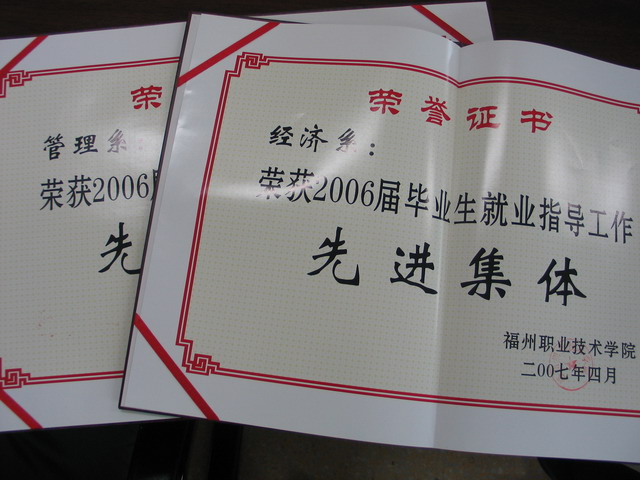 荣
管理系:
荣获2006
先
荣誉证书
经济系:
荣获2006届毕业生就业指导工作
先进集体
福州职业技术学院
二00七年四月